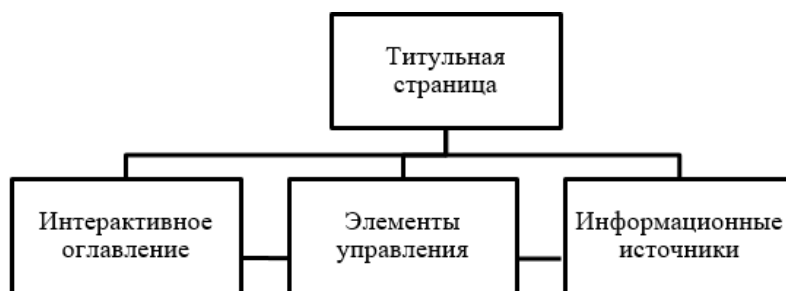 Титульная
страница
Интерактивное
оглавление
Элементы
управления
Информационные
источники